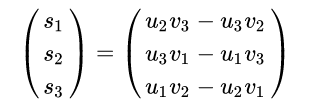 s₁ = u₂v₃ − u₃v₂
s₂ = u₃v₁ − u₁v₃
s₃ = u₁v₂ − u₂v₁